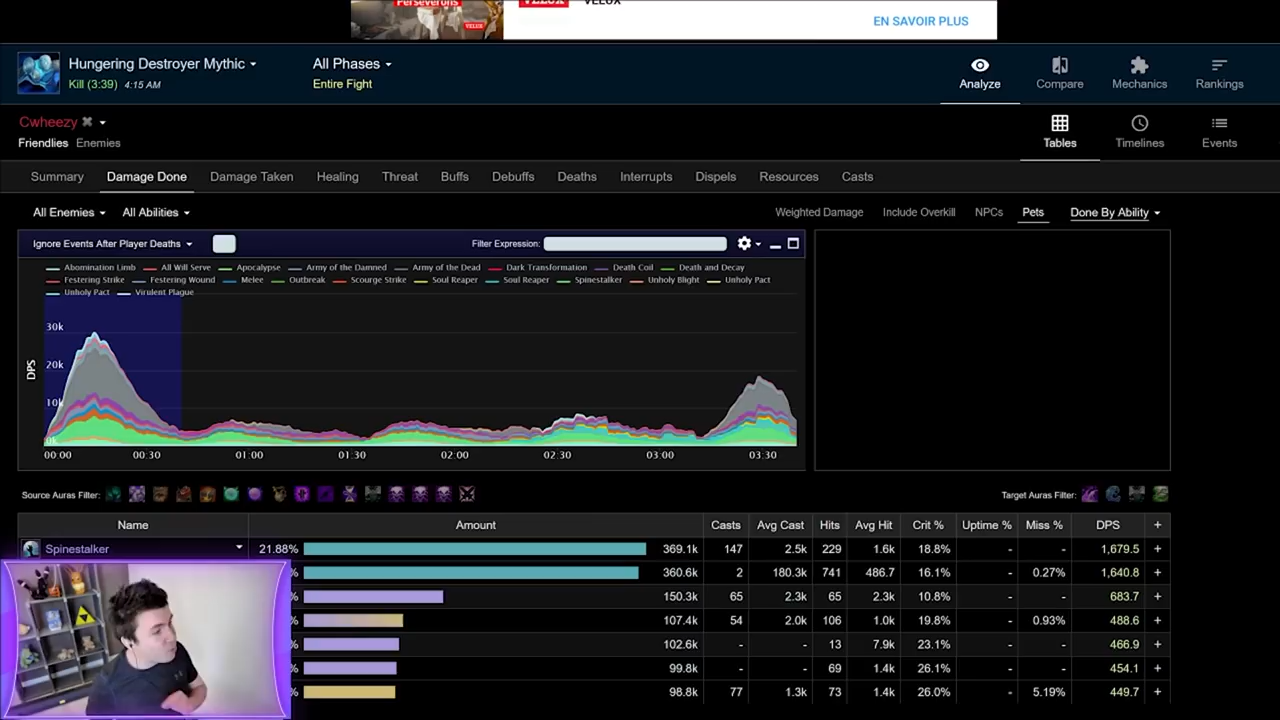 Perseverons
VELUX
VELUX
VELUX
EN SAVOIR PLUS
Hungering Destroyer Mythic
Kill (3:39) 4:15 AM
All Phases
Entire Fight
Analyze
Compare
Mechanics
Rankings
Cwheezy
Friendlies Enemies
Tables
Timelines
Events
Summary Damage Done Damage Taken Healing Threat Buffs Debuffs Deaths Interrupts Dispels Resources Casts
All Enemies All Abilities
Weighted Damage Include Overkill NPCs Pets Done By Ability
Ignore Events After Player Deaths
Filter Expression:
Abomination Limb All Will Serve Apocalypse Army of the Damned Army of the Dead Dark Transformation Death Coil Death and Decay
Festering Strike Festering Wound Melee Outbreak Scourge Strike Soul Reaper Soul Reaper Spinestalker Unholy Blight Unholy Pact
Unholy Pact Virulent Plague
30k
20k
10k
0k
DPS
00:00 00:30 01:00 01:30 02:00 02:30 03:00 03:30
Source Auras Filter:
Target Auras Filter:
Name Amount Casts Avg Cast Hits Avg Hit Crit % Uptime % Miss % DPS +
Spinestalker 21.88% 369.1k 147 2.5k 229 1.6k 18.8% - - 1,679.5 +
% 360.6k 2 180.3k 741 486.7 16.1% - 0.27% 1,640.8 +
% 150.3k 65 2.3k 65 2.3k 10.8% - - 683.7 +
% 107.4k 54 2.0k 106 1.0k 19.8% - 0.93% 488.6 +
% 102.6k - - 13 7.9k 23.1% - - 466.9 +
% 99.8k - - 69 1.4k 26.1% - - 454.1 +
% 98.8k 77 1.3k 73 1.4k 26.0% - 5.19% 449.7 +